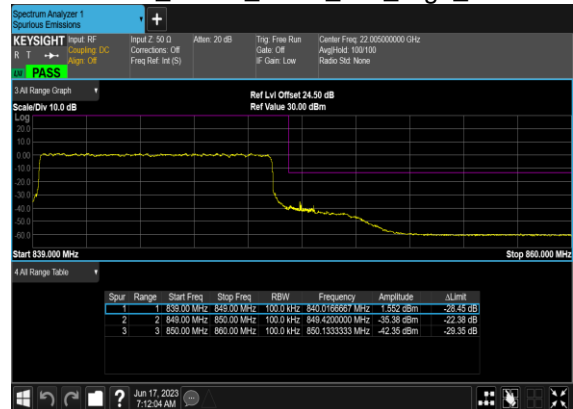 Spectrum Analyzer 1
Spurious Emissions
+
KEYSIGHT Input: RF Input Z: 50 Ω Atten: 20 dB Trig: Free Run Center Freq: 22.005000000 GHz
R T Coupling: DC Corrections: Off Gate: Off Avg|Hold: 100/100
Align: Off Freq Ref: Int (S) IF Gain: Low Radio Std: None
PASS
3 All Range Graph
Ref Lvl Offset 24.50 dB
Scale/Div 10.0 dB Ref Value 30.00 dBm
Log
20.0
10.0
0.00
-10.0
-20.0
-30.0
-40.0
-50.0
-60.0
Start 839.000 MHz Stop 860.000 MHz
4 All Range Table
Spur Range Start Freq Stop Freq RBW Frequency Amplitude ΔLimit
1 1 839.00 MHz 849.00 MHz 100.0 kHz 840.0166667 MHz 1.552 dBm -28.45 dB
2 2 849.00 MHz 850.00 MHz 100.0 kHz 849.4200000 MHz -35.38 dBm -22.38 dB
3 3 850.00 MHz 860.00 MHz 100.0 kHz 850.1333333 MHz -42.35 dBm -29.35 dB
? Jun 17, 2023
7:12:04 AM